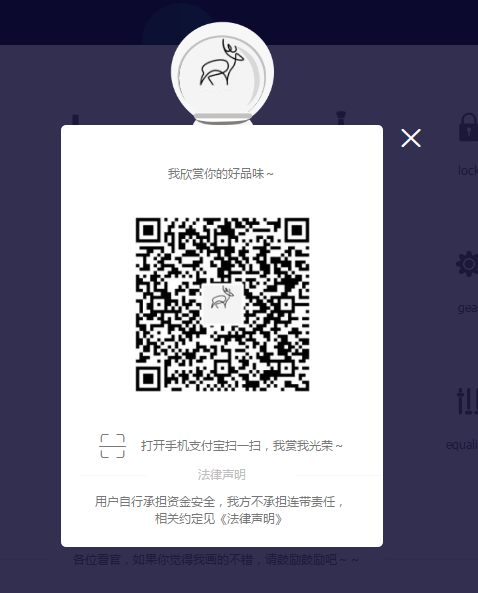 lock
我欣赏你的好品味～
gea
打开手机支付宝扫一扫，我赏我光荣～
equali
法律声明
用户自行承担资金安全，我方不承担连带责任，
相关约定见《法律声明》
各位看官，如果你觉得我画的不错，请鼓励鼓励吧～～